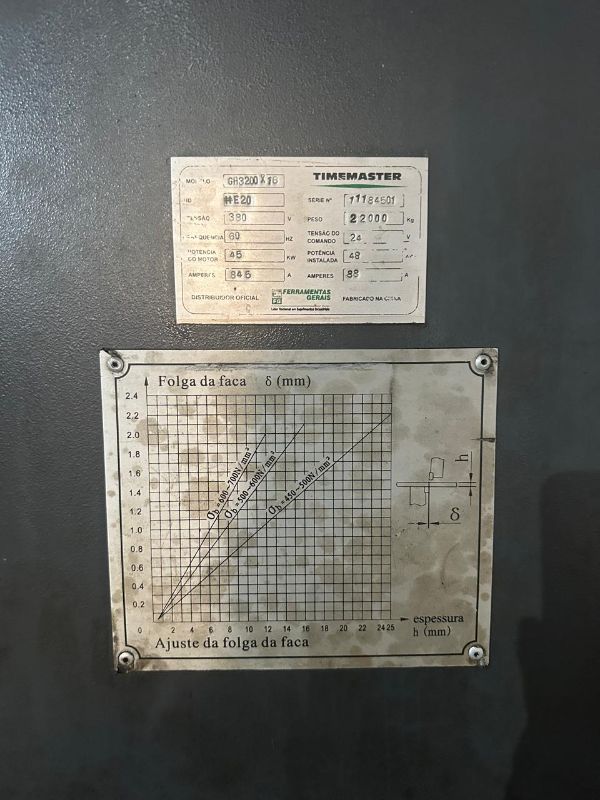 TIMEMASTER
GH3200X16
ID #E20 SÉRIE Nº 11184501
TENSÃO 380 V PESO 22000 Kg
FREQUENCIA 60 HZ TENSÃO DO COMANDO 24 V
POTENCIA DO MOTOR 45 KW POTÊNCIA INSTALADA 48
AMPERES 84 6 A AMPERES 88 A
DISTRIBUIDOR OFICIAL FG FERRAMENTAS GERAIS FABRICADO NA CHINA
Folga da faca δ (mm)
2.4
2.2
2.0
1.8
1.6
1.4
1.2
1.0
0.8
0.6
0.4
0.2
σb=600~700N/mm²
σb=500~600N/mm²
σb=450~500N/mm²
h
δ
0 2 4 6 8 10 12 14 16 18 20 22 24 25
espessura
h (mm)
Ajuste da folga da faca